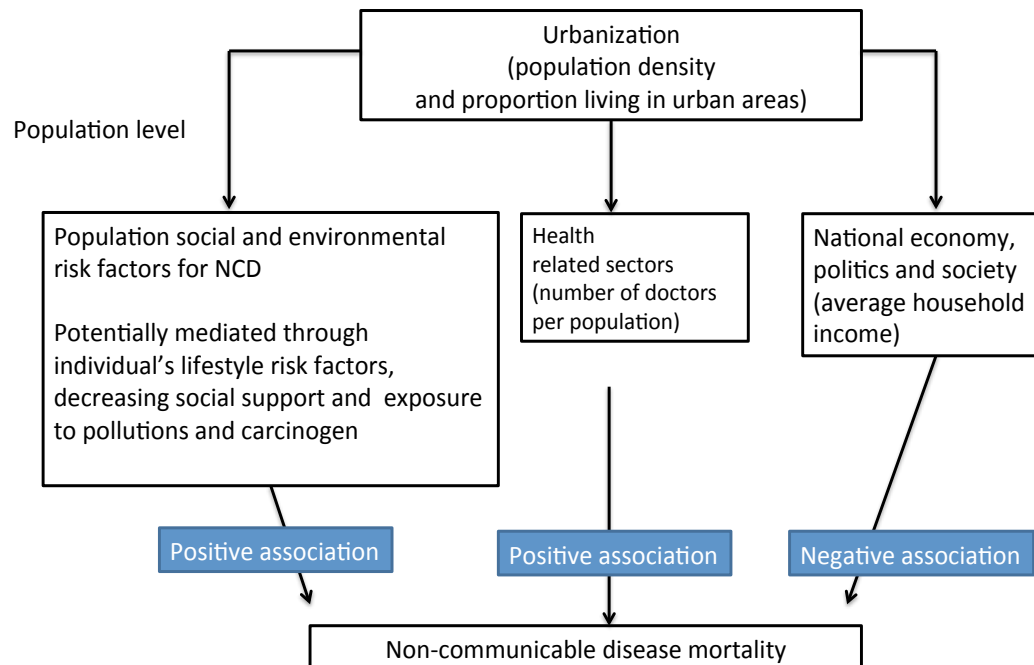 Urbanization
(population density
and proportion living in urban areas)
Population level
Population social and environmental
risk factors for NCD
Potentially mediated through
individual’s lifestyle risk factors,
decreasing social support and exposure
to pollutions and carcinogen
Health
related sectors
(number of doctors
per population)
National economy,
politics and society
(average household
income)
Positive association
Positive association
Negative association
Non-communicable disease mortality